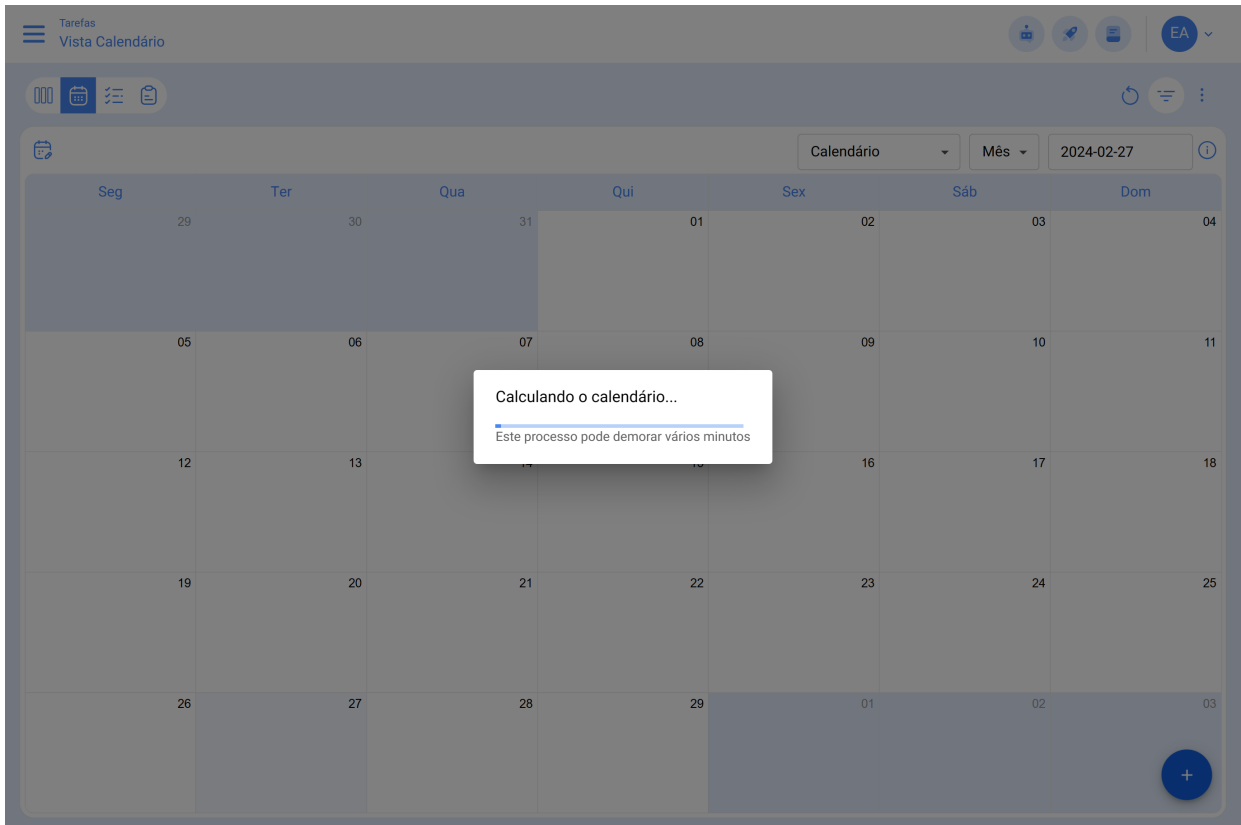 Tarefas
Vista Calendário
EA
Calendário
Mês
2024-02-27
Seg Ter Qua Qui Sex Sáb Dom
29 30 31 01 02 03 04
05 06 07 08 09 10 11
Calculando o calendário...
Este processo pode demorar vários minutos
12 13 14 15 16 17 18
19 20 21 22 23 24 25
26 27 28 29 01 02 03